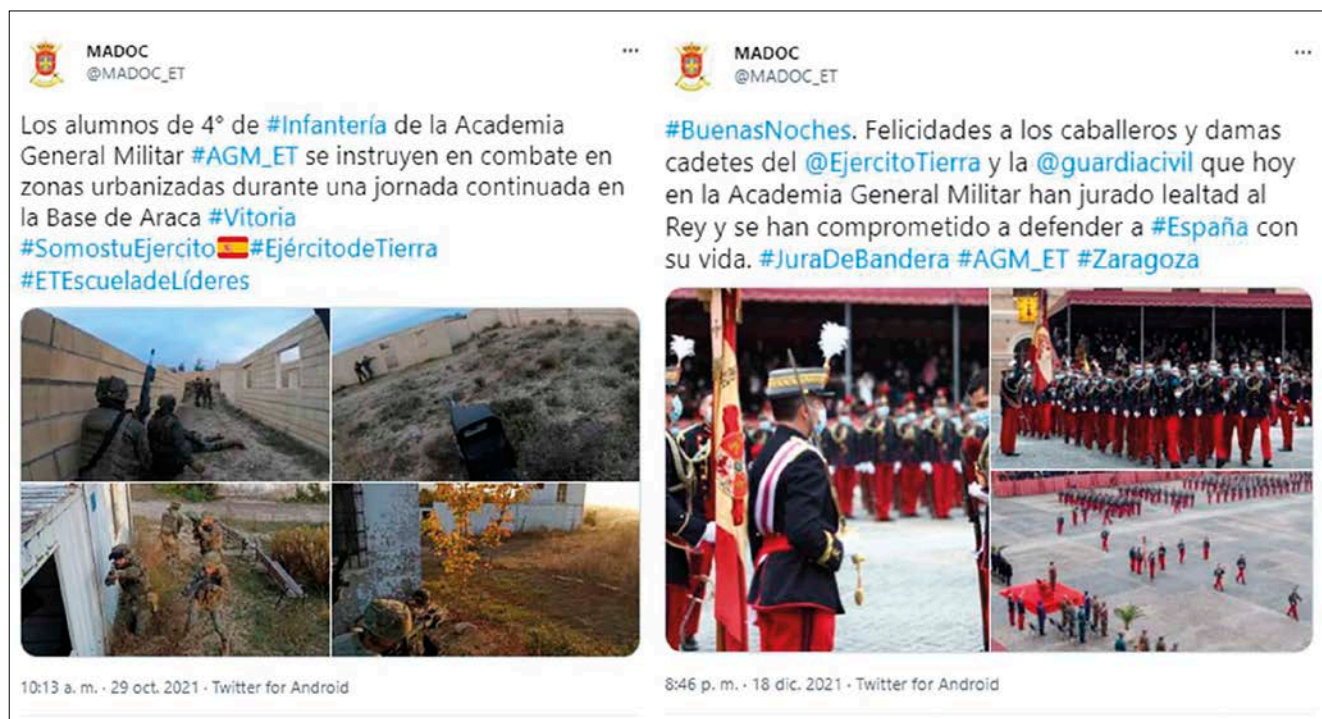 MADOC
@MADOC_ET
Los alumnos de 4° de #Infantería de la Academia
General Militar #AGM_ET se instruyen en combate en
zonas urbanizadas durante una jornada continuada en
la Base de Araca #Vitoria
#SomostuEjercito🇪🇸#EjércitodeTierra
#ETEscueladeLíderes
10:13 a. m. · 29 oct. 2021 · Twitter for Android
MADOC
@MADOC_ET
#BuenasNoches. Felicidades a los caballeros y damas
cadetes del @EjercitoTierra y la @guardiacivil que hoy
en la Academia General Militar han jurado lealtad al
Rey y se han comprometido a defender a #España con
su vida. #JuraDeBandera #AGM_ET #Zaragoza
8:46 p. m. · 18 dic. 2021 · Twitter for Android